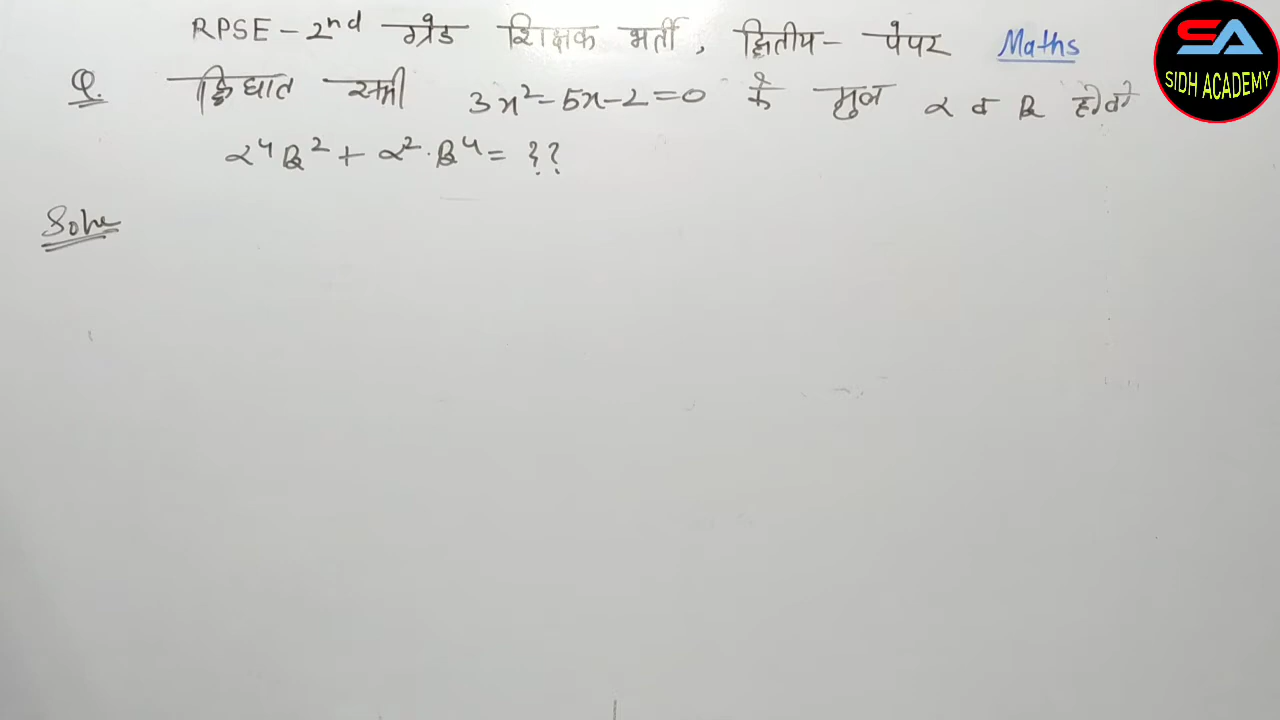 RPSE - 2nd ग्रेड शिक्षक भर्ती, द्वितीय - पेपर Maths
SA
SIDH ACADEMY
Q. द्विघात समी 3x² - 5x - 2 = 0 के मुल α व β हो तो
α⁴β² + α²·β⁴ = ??
Solve